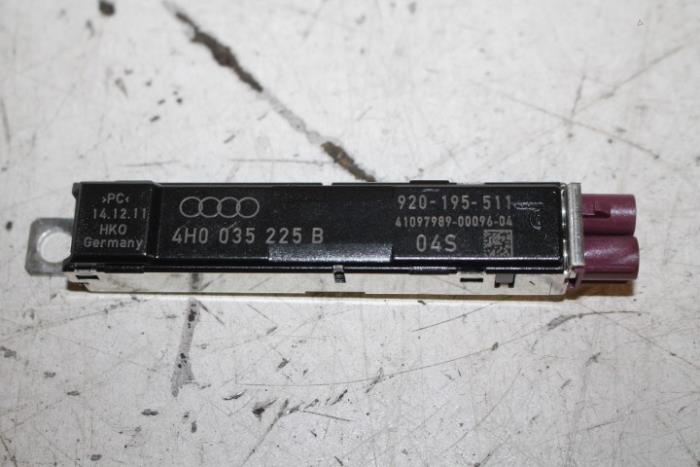 >PC<
14.12.11
HKO
Germany
4H0 035 225 B
920-195-511
41097989-00096-04
04S